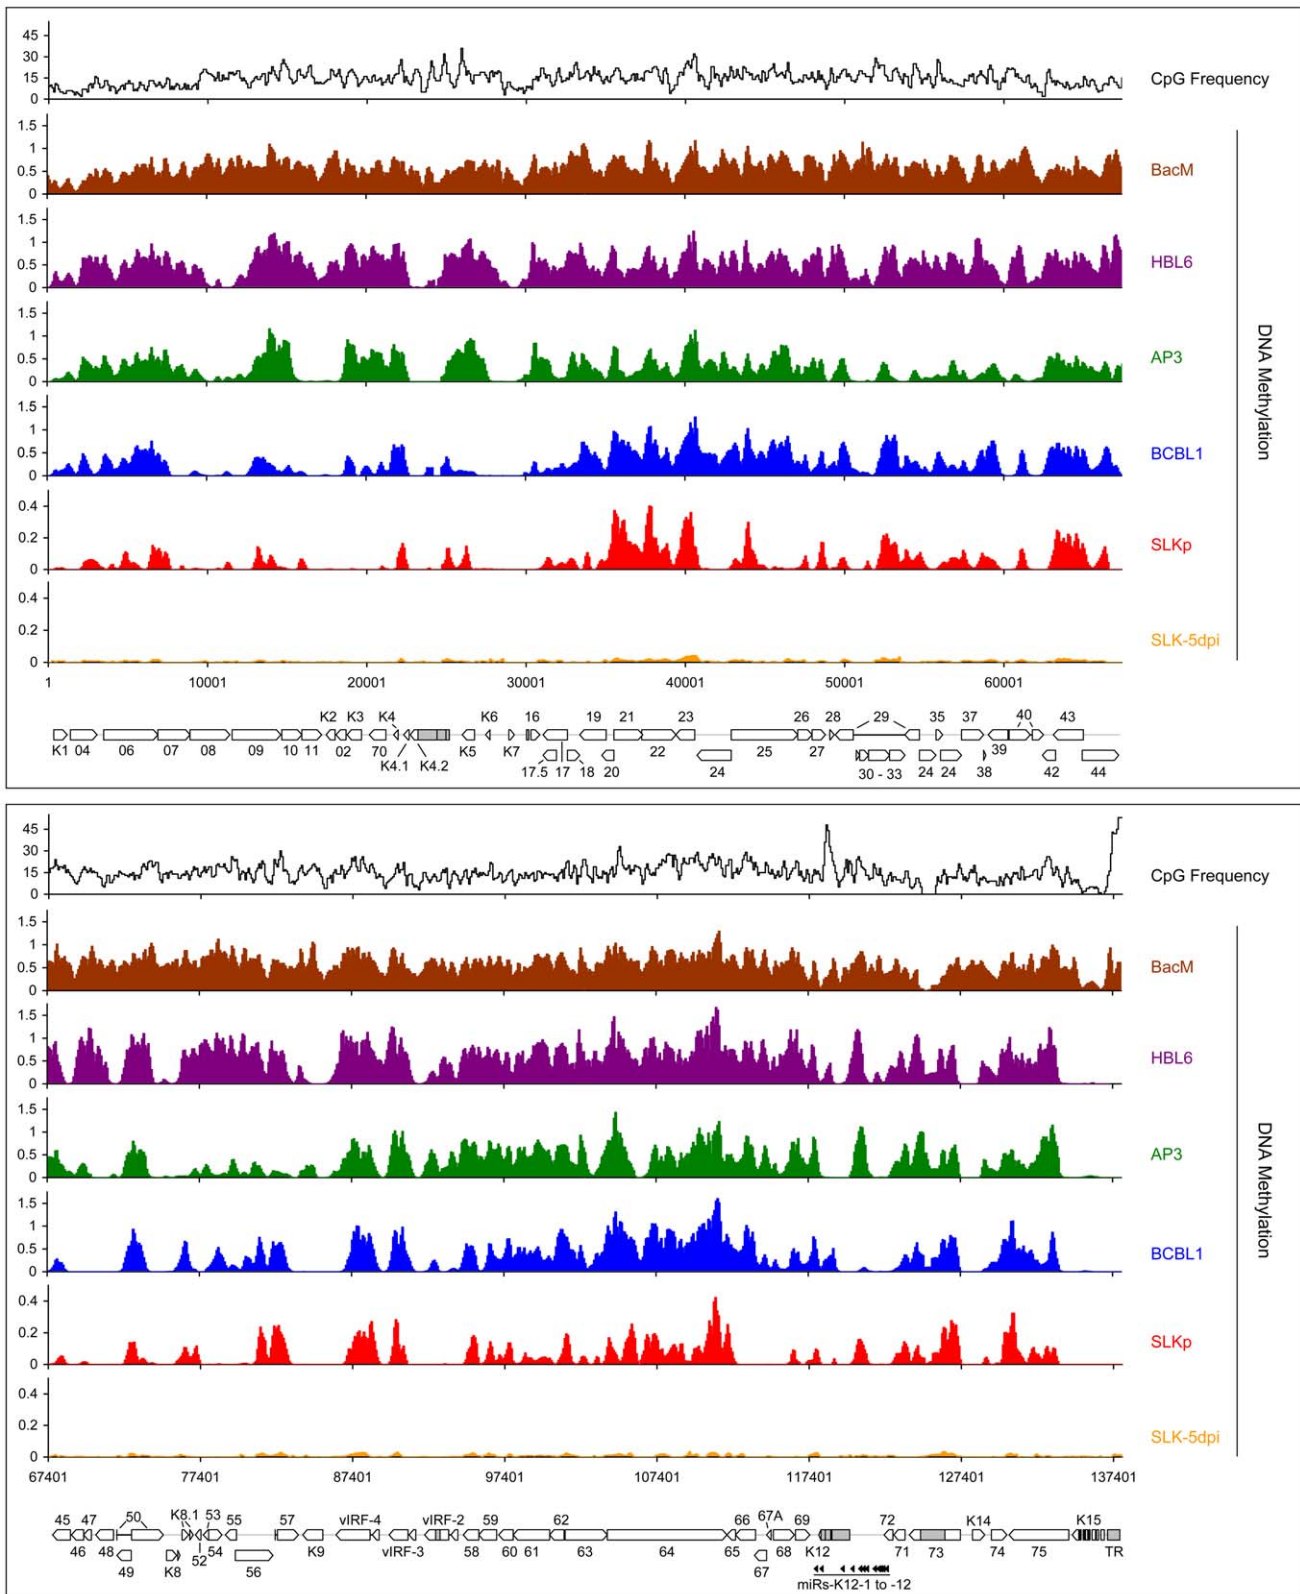 45
30
15
0
CpG Frequency
1.5
1
0.5
0
BacM
1.5
1
0.5
0
HBL6
1.5
1
0.5
0
AP3
1.5
1
0.5
0
BCBL1
0.4
0.2
0
SLKp
0.4
0.2
0
SLK-5dpi
DNA Methylation
1 10001 20001 30001 40001 50001 60001
K2 K3 K4 K6 16 19 21 23 26 28 29 35 37 40 43
K1 04 06 07 08 09 10 11 02 70 K4.1 K4.2 K5 K7 17.5 17 18 20 22 24 25 27 30 - 33 24 24 38 39 42 44
45
30
15
0
CpG Frequency
1.5
1
0.5
0
BacM
1.5
1
0.5
0
HBL6
1.5
1
0.5
0
AP3
1.5
1
0.5
0
BCBL1
0.4
0.2
0
SLKp
0.4
0.2
0
SLK-5dpi
DNA Methylation
67401 77401 87401 97401 107401 117401 127401 137401
45 47 50 K8.1 53 55 57 vIRF-4 vIRF-2 59 62 66 67A 69 72 K14 K15
46 48 49 K8 52 54 56 K9 vIRF-3 58 60 61 63 64 65 67 68 K12 71 73 74 75 TR
miRs-K12-1 to -12